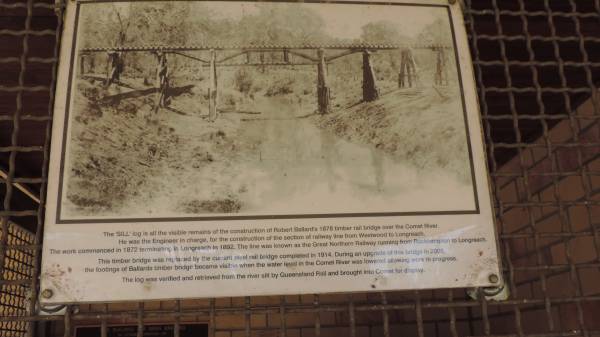 The 'SILL' log is all the visible remains of the construction of Robert Ballard's 1878 timber rail bridge over the Comet River.
He was the Engineer in charge, for the construction of the section of railway line from Westwood to Longreach.
The work commenced in 1872 terminating in Longreach in 1892. The line was known as the Great Northern Railway running from Rockhampton to Longreach.
This timber bridge was replaced by the current steel rail bridge completed in 1914. During an upgrade of this bridge in
the footings of Ballards timber bridge became visible when the water level in the Comet River was lowered allowing work in progress.
The log was verified and retrieved from the river silt by Queensland Rail and brought into Comet for display.